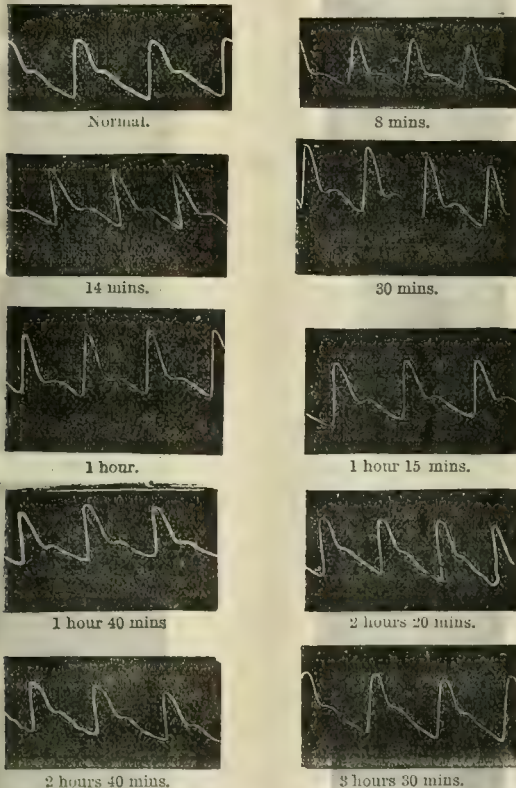 Normal.
8 mins.
14 mins.
30 mins.
1 hour.
1 hour 15 mins.
1 hour 40 mins
2 hours 20 mins.
2 hours 40 mins.
3 hours 30 mins.